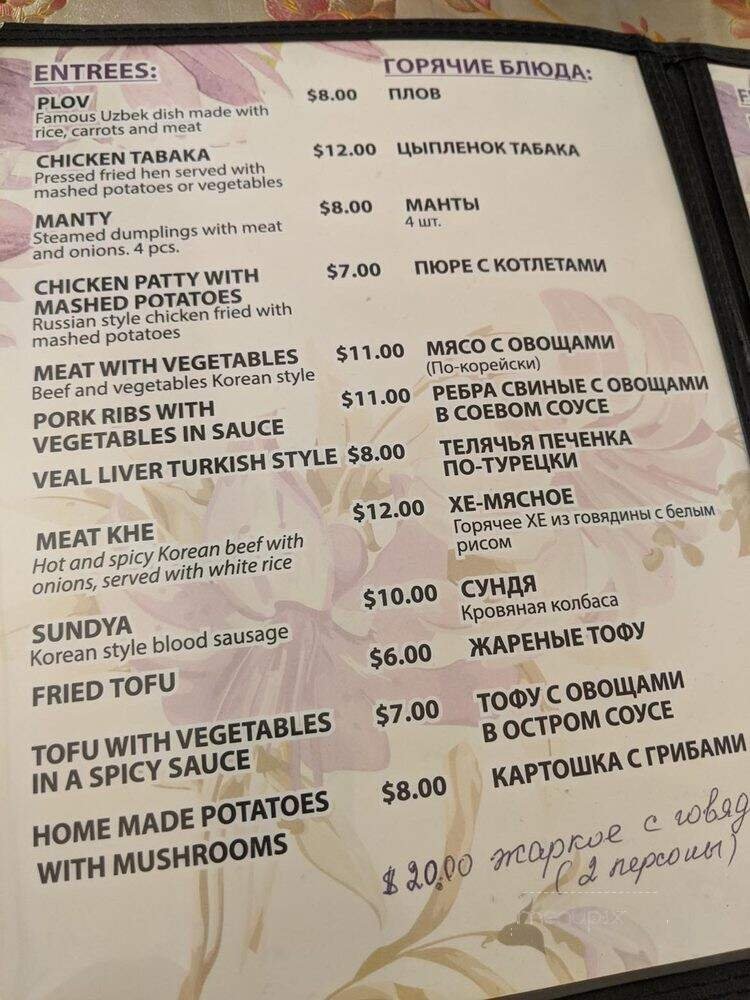 ENTREES:
ГОРЯЧИЕ БЛЮДА:
PLOV $8.00 ПЛОВ
Famous Uzbek dish made with
rice, carrots and meat
CHICKEN TABAKA $12.00 ЦЫПЛЕНОК ТАБАКА
Pressed fried hen served with
mashed potatoes or vegetables
MANTY $8.00 МАНТЫ
4 шт.
Steamed dumplings with meat
and onions. 4 pcs.
CHICKEN PATTY WITH $7.00 ПЮРЕ С КОТЛЕТАМИ
MASHED POTATOES
Russian style chicken fried with
mashed potatoes
MEAT WITH VEGETABLES $11.00 МЯСО С ОВОЩАМИ
(По-корейски)
Beef and vegetables Korean style
PORK RIBS WITH $11.00 РЕБРА СВИНЫЕ С ОВОЩАМИ
VEGETABLES IN SAUCE В СОЕВОМ СОУСЕ
VEAL LIVER TURKISH STYLE $8.00 ТЕЛЯЧЬЯ ПЕЧЕНКА
ПО-ТУРЕЦКИ
MEAT KHE $12.00 ХЕ-МЯСНОЕ
Hot and spicy Korean beef with Горячее ХЕ из говядины с белым
onions, served with white rice рисом
SUNDYA $10.00 СУНДЯ
Korean style blood sausage Кровяная колбаса
FRIED TOFU $6.00 ЖАРЕНЫЕ ТОФУ
TOFU WITH VEGETABLES $7.00 ТОФУ С ОВОЩАМИ
IN A SPICY SAUCE В ОСТРОМ СОУСЕ
HOME MADE POTATOES $8.00 КАРТОШКА С ГРИБАМИ
WITH MUSHROOMS
$20.00 жаркое с говяд
(2 персоны)
menupix